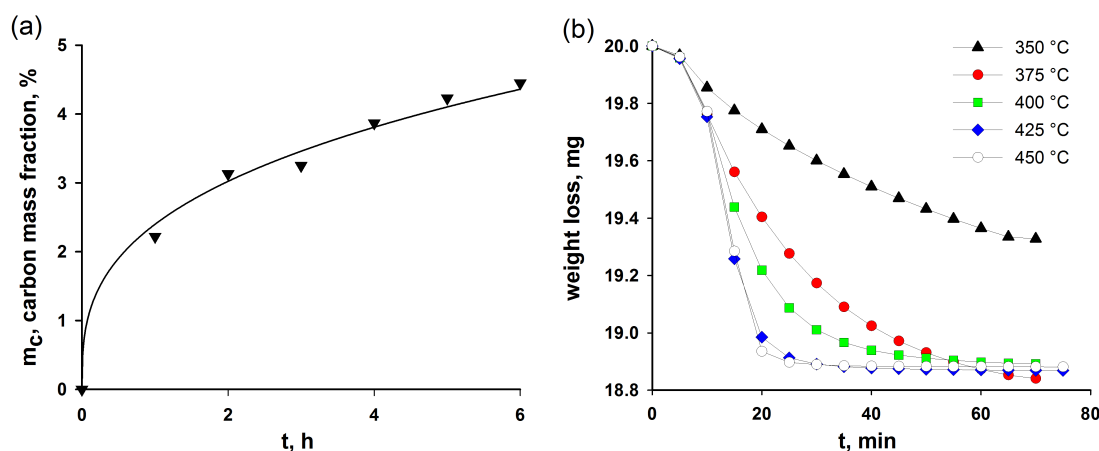 (a)
m_C, carbon mass fraction, %
5
4
3
2
1
0
0 2 4 6
t, h
(b)
weight loss, mg
20.0
19.8
19.6
19.4
19.2
19.0
18.8
0 20 40 60 80
t, min
350 °C
375 °C
400 °C
425 °C
450 °C